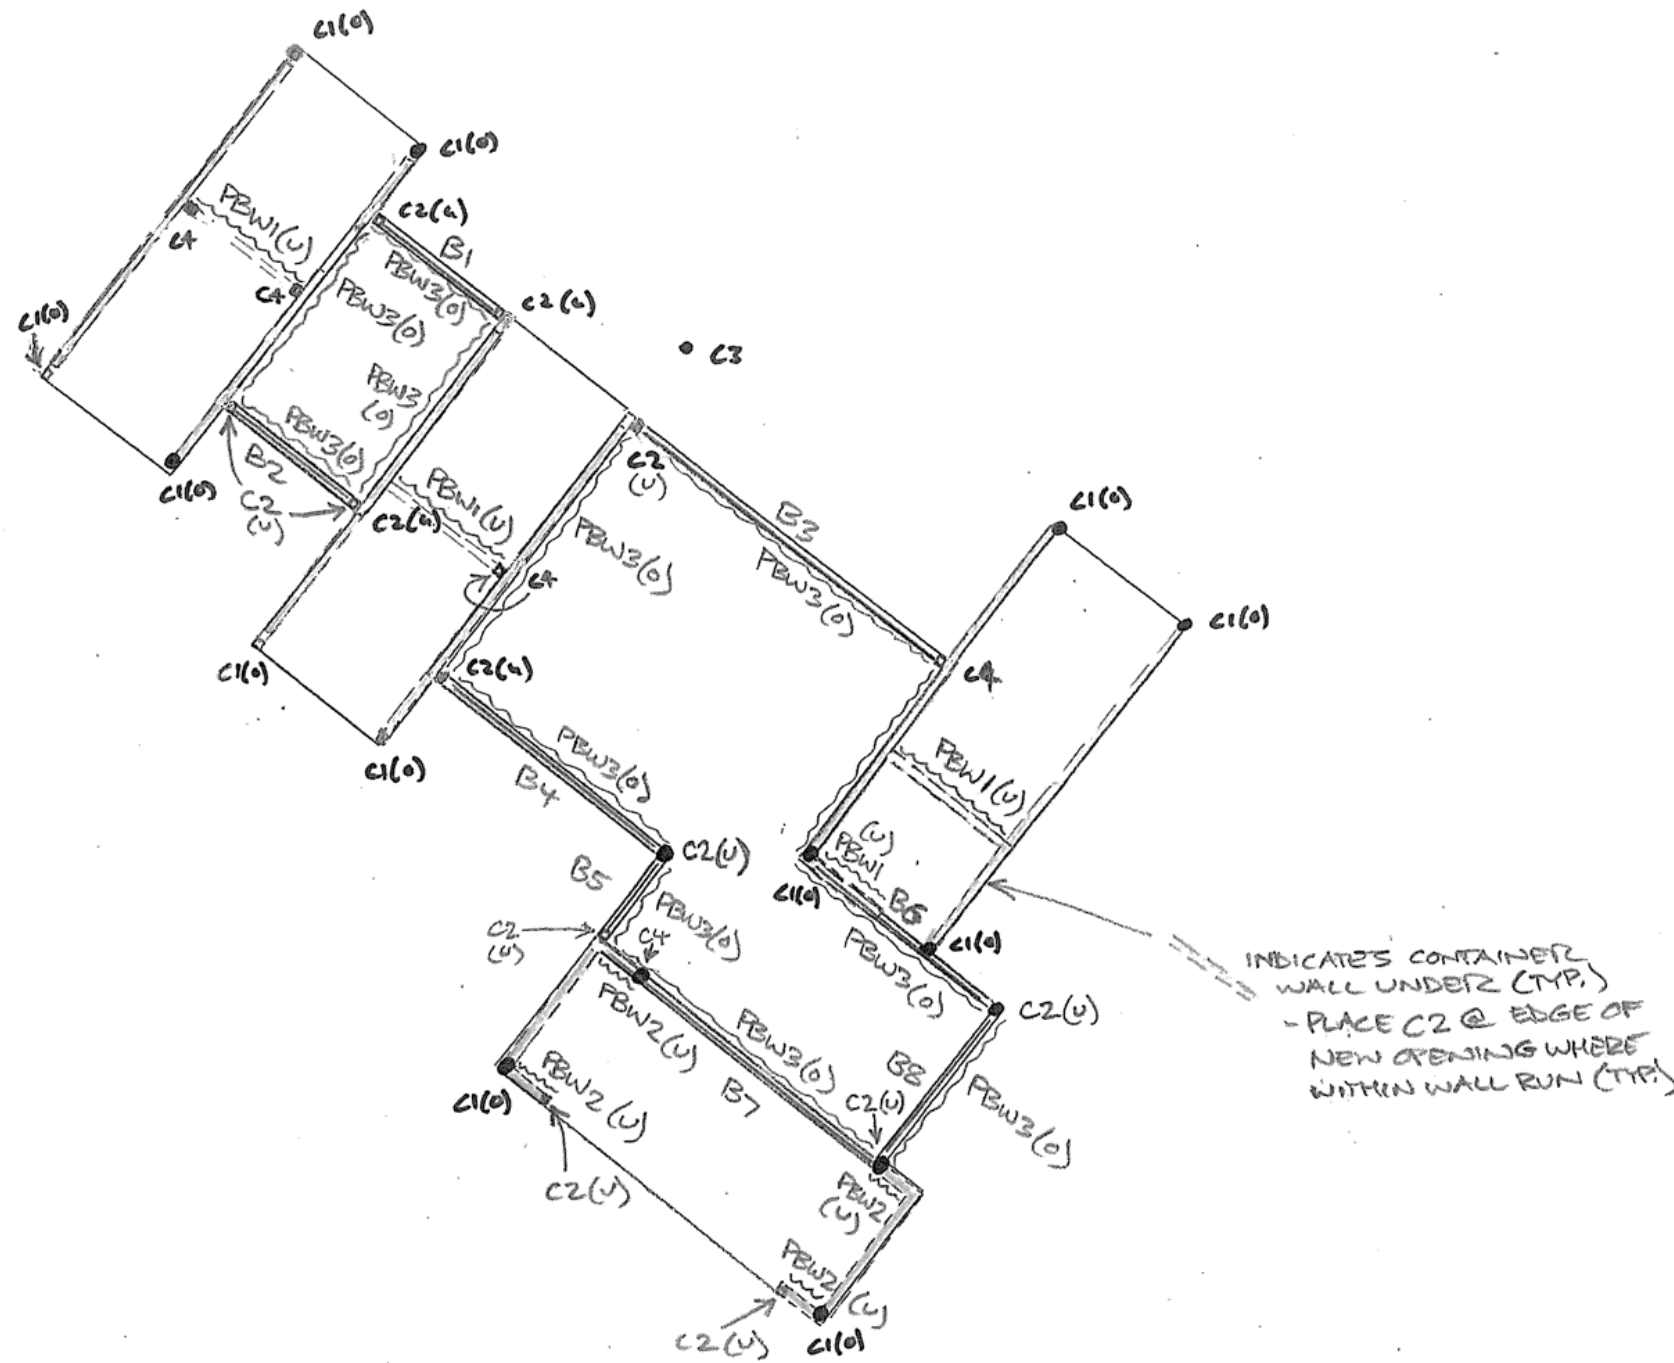 C1(O)
C1(O)
C2(U)
B1
PBW1(U)
PBW3(O)
C4
PBW3(O)
C4
C2(U)
C1(O)
C3
PBW3
(O)
PBW3(O)
B2
C2
(U)
C1(O)
C2
(U)
PBW1(U)
C2(U)
B3
C1(O)
PBW3(O)
C4
PBW3(O)
C1(O)
C1(O)
C2(U)
C4
C1(O)
PBW3(O)
B4
PBW1(U)
(U)
PBW1
C2(U)
B5
C1(O)
B6
PBW3(O)
C2
(U)
C4
C1(O)
PBW3(O)
INDICATES CONTAINER
WALL UNDER (TYP.)
- PLACE C2 @ EDGE OF
NEW OPENING WHERE
WITHIN WALL RUN (TYP.)
C2(U)
PBW2(U)
PBW3(O)
B8
PBW3(O)
B7
C2(U)
C1(O)
PBW2(U)
C2(U)
PBW2
(U)
PBW2
(U)
C2(U)
C1(O)